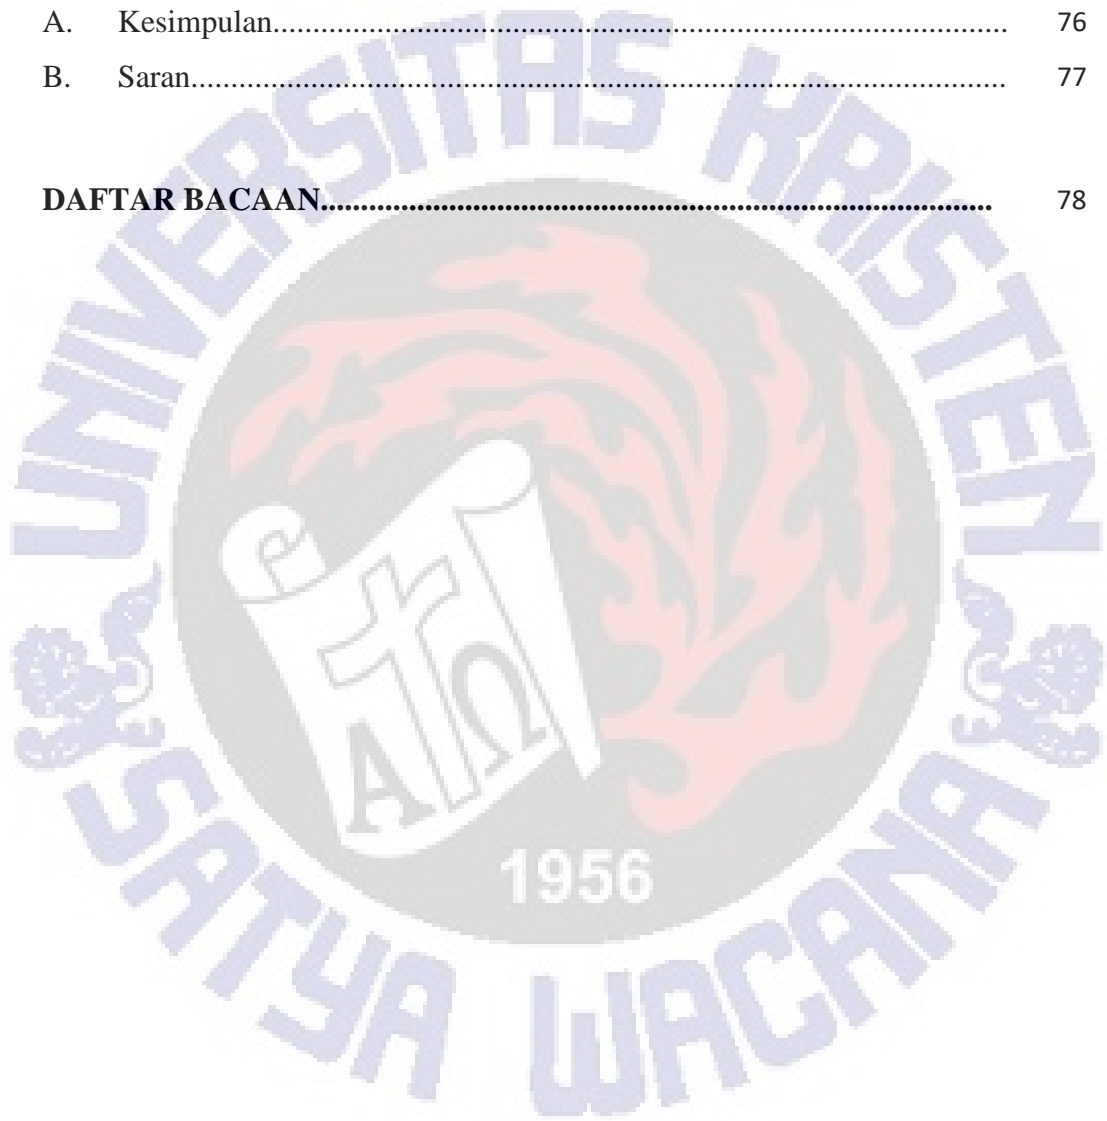 A. Kesimpulan............................................................................................ 76
B. Saran...................................................................................................... 77
DAFTAR BACAAN.................................................................................... 78
UNIVERSITAS KRISTEN
SATYA WACANA
Α Ω
1956